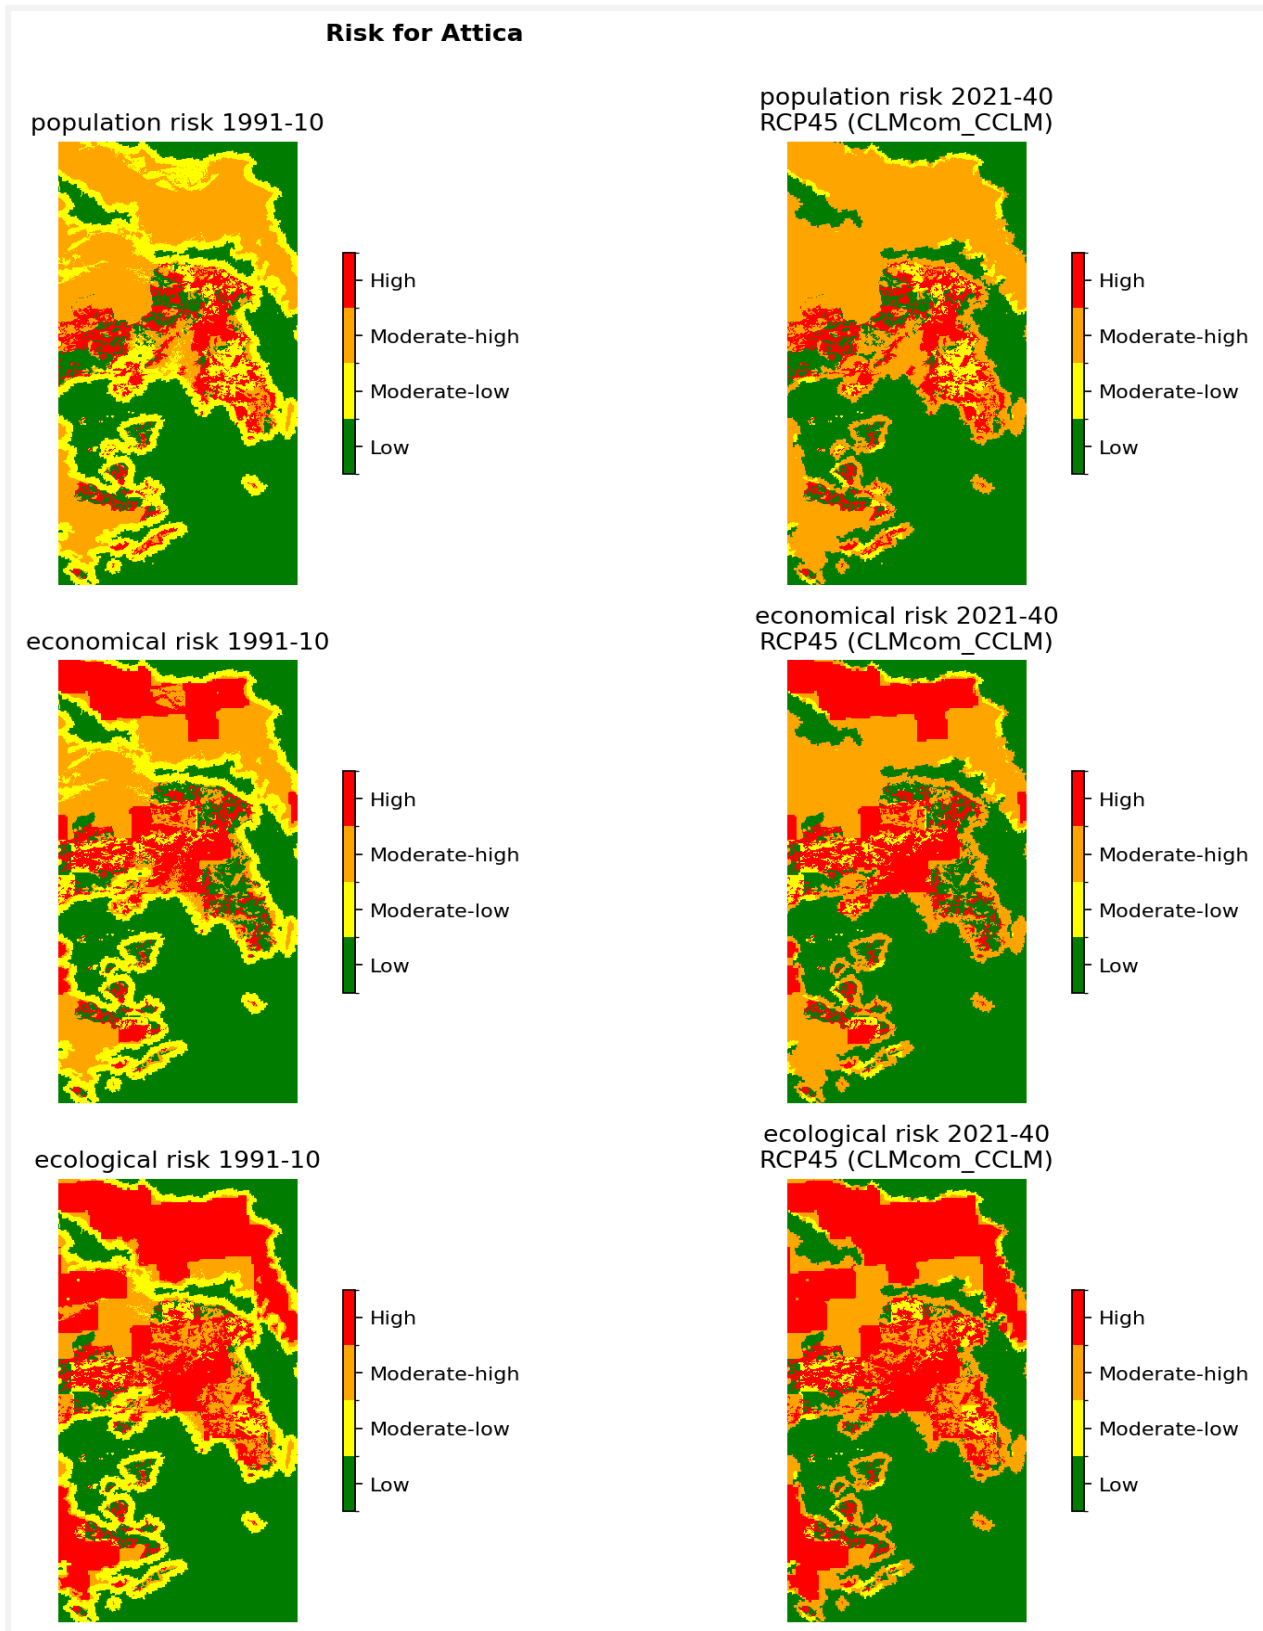 Risk for Attica
population risk 1991-10
High
Moderate-high
Moderate-low
Low
population risk 2021-40
RCP45 (CLMcom_CCLM)
High
Moderate-high
Moderate-low
Low
economical risk 1991-10
High
Moderate-high
Moderate-low
Low
economical risk 2021-40
RCP45 (CLMcom_CCLM)
High
Moderate-high
Moderate-low
Low
ecological risk 1991-10
High
Moderate-high
Moderate-low
Low
ecological risk 2021-40
RCP45 (CLMcom_CCLM)
High
Moderate-high
Moderate-low
Low